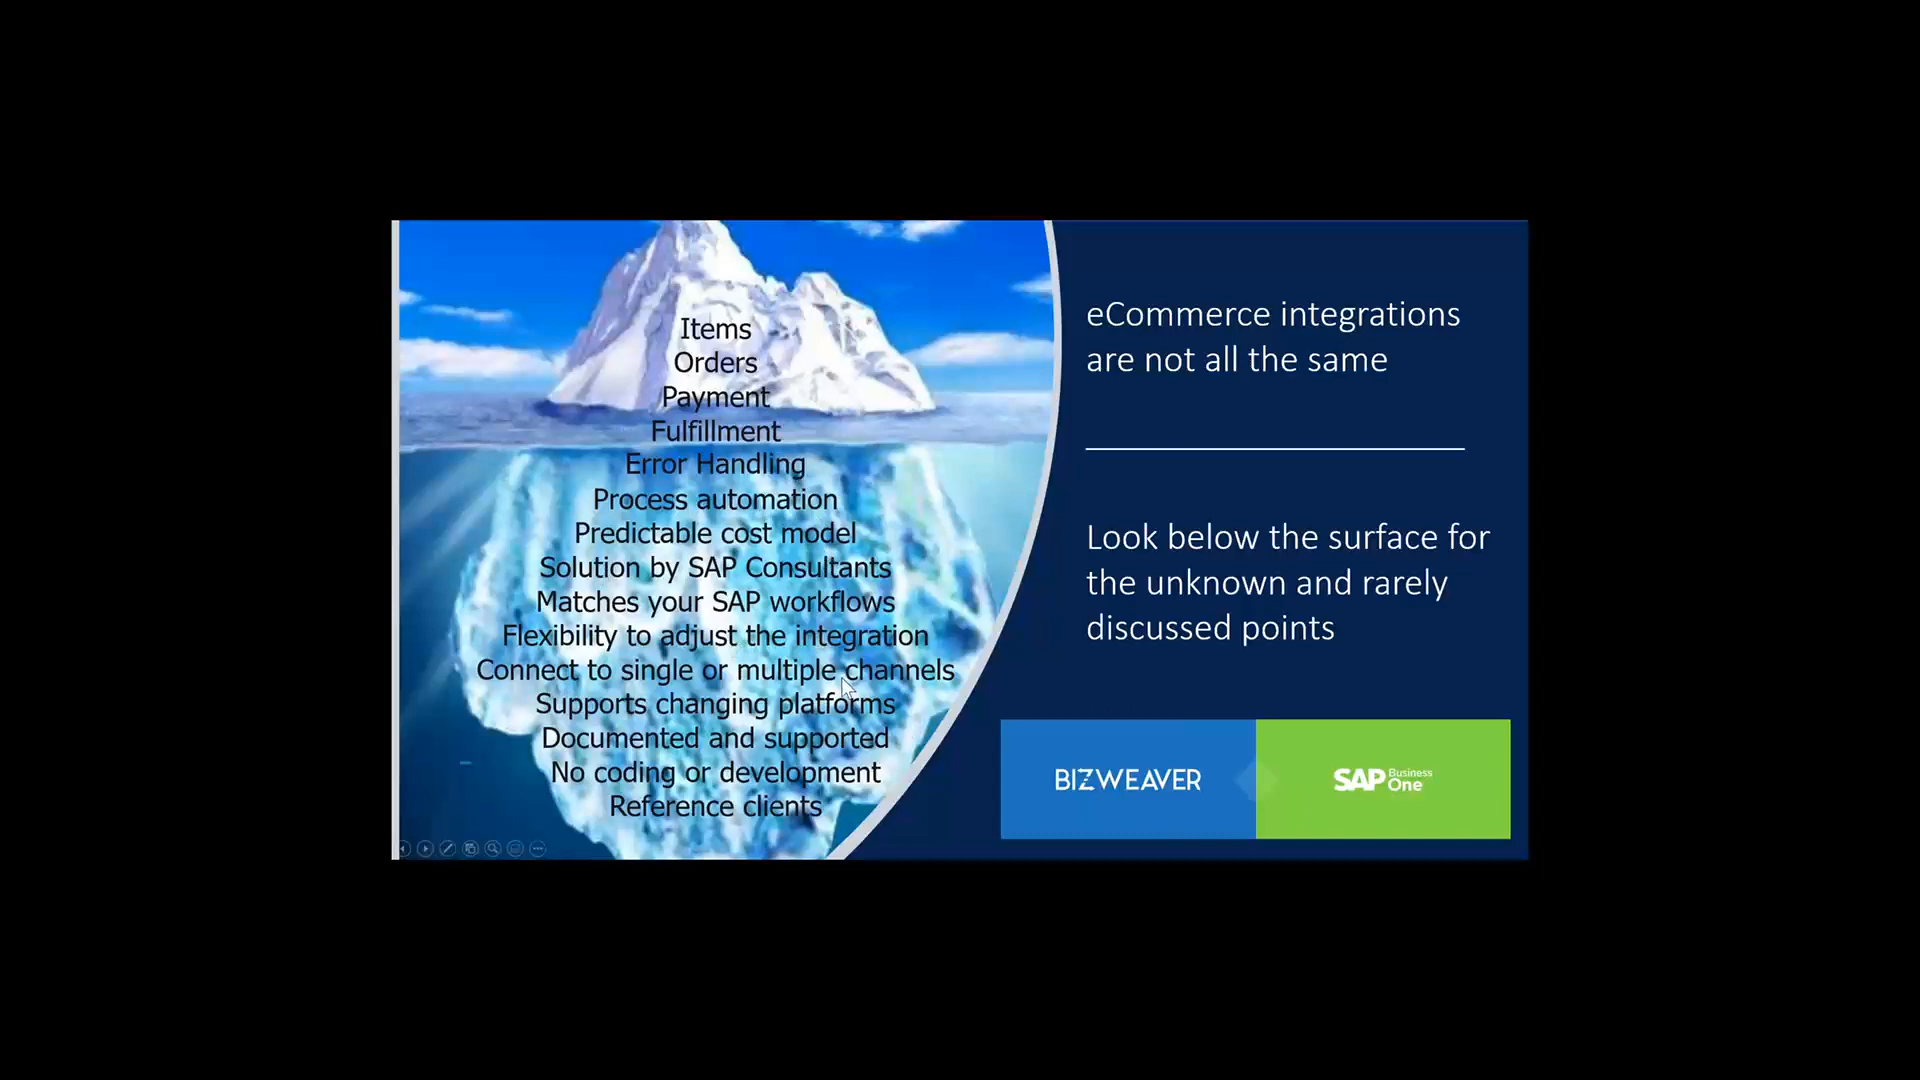 Items
Orders
Payment
Fulfillment
Error Handling
Process automation
Predictable cost model
Solution by SAP Consultants
Matches your SAP workflows
Flexibility to adjust the integration
Connect to single or multiple channels
Supports changing platforms
Documented and supported
No coding or development
Reference clients
eCommerce integrations
are not all the same
Look below the surface for
the unknown and rarely
discussed points
BIZWEAVER
SAP Business One